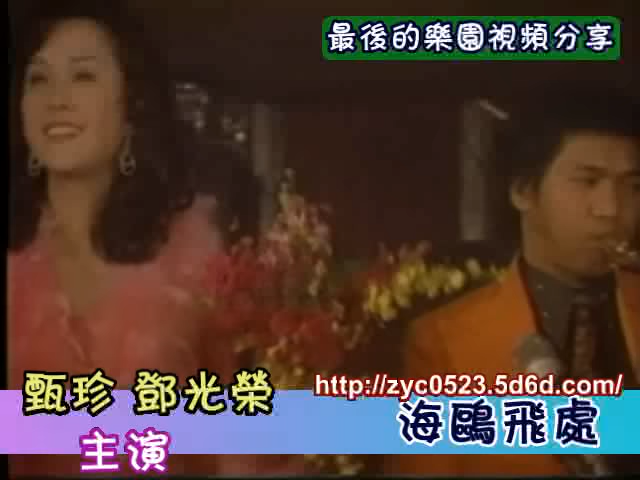 最後的樂園視頻分享
甄珍 鄧光榮
http://zyc0523.5d6d.com/
海鷗飛處
主演